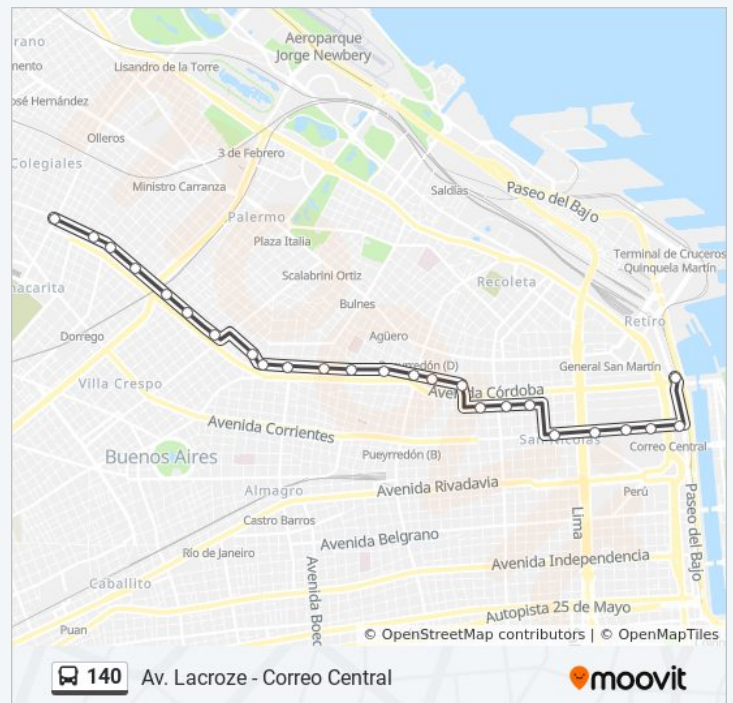 Aeroparque
Jorge Newbery
rano
Lisandro de la Torre
mento
osé Hernández
Olleros
3 de Febrero
Colegiales
Ministro Carranza
Saldías
Paseo del Bajo
Palermo
Plaza Italia
Terminal de Cruceros
Quinquela Martín
Scalabrini Ortiz
Recoleta
acarita
Bulnes
Retiro
Dorrego
Agüero
General San Martín
Pueyrredón (D)
Villa Crespo
Avenida Córdoba
Avenida Corrientes
San Nicolás
Correo Central
Buenos Aires
Pueyrredón (B)
Almagro
Avenida Rivadavia
Perú
Castro Barros
Lima
Paseo del Bajo
Río de Janeiro
Avenida Belgrano
Avenida Independencia
Caballito
Avenida Boed
Autopista 25 de Mayo
Puan
© OpenStreetMap contributors | © OpenMapTiles
140 Av. Lacroze - Correo Central
moovit